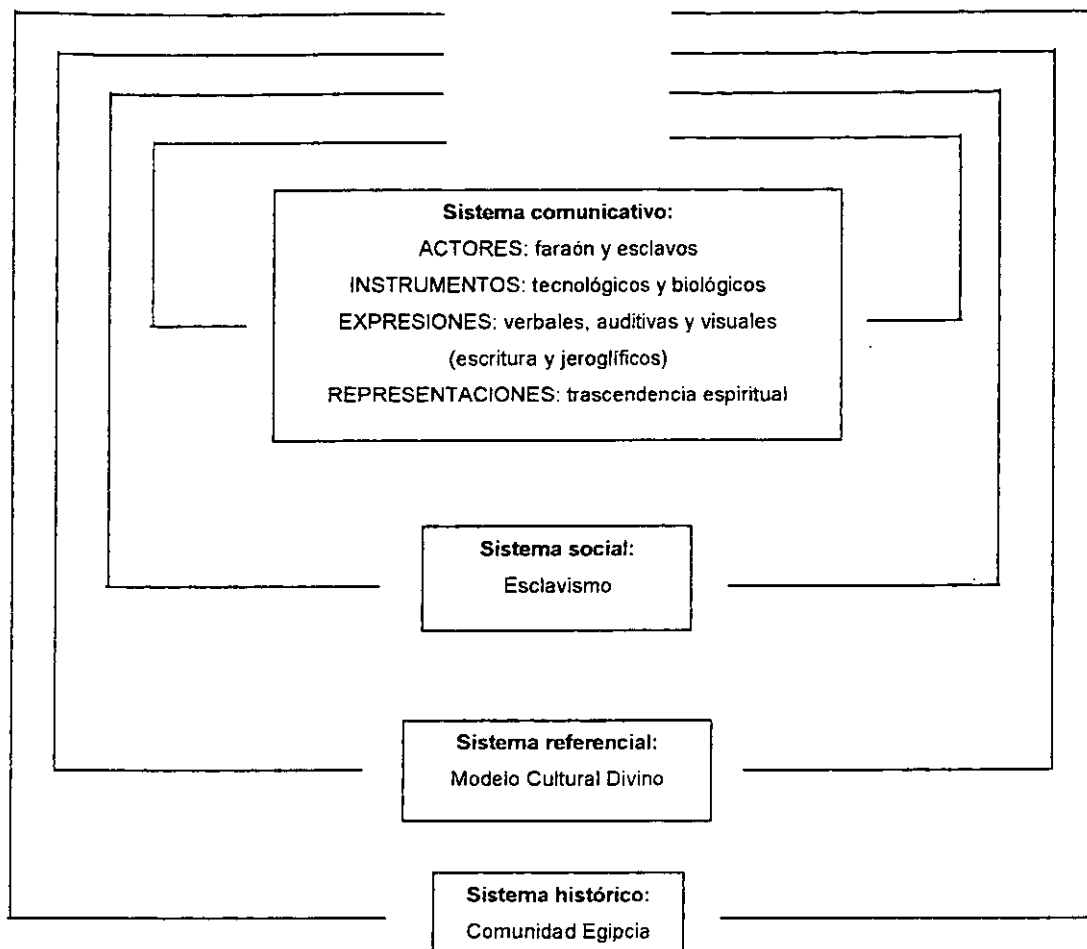 Sistema comunicativo:
ACTORES: faraón y esclavos
INSTRUMENTOS: tecnológicos y biológicos
EXPRESIONES: verbales, auditivas y visuales
(escritura y jeroglíficos)
REPRESENTACIONES: trascendencia espiritual
Sistema social:
Esclavismo
Sistema referencial:
Modelo Cultural Divino
Sistema histórico:
Comunidad Egipcia